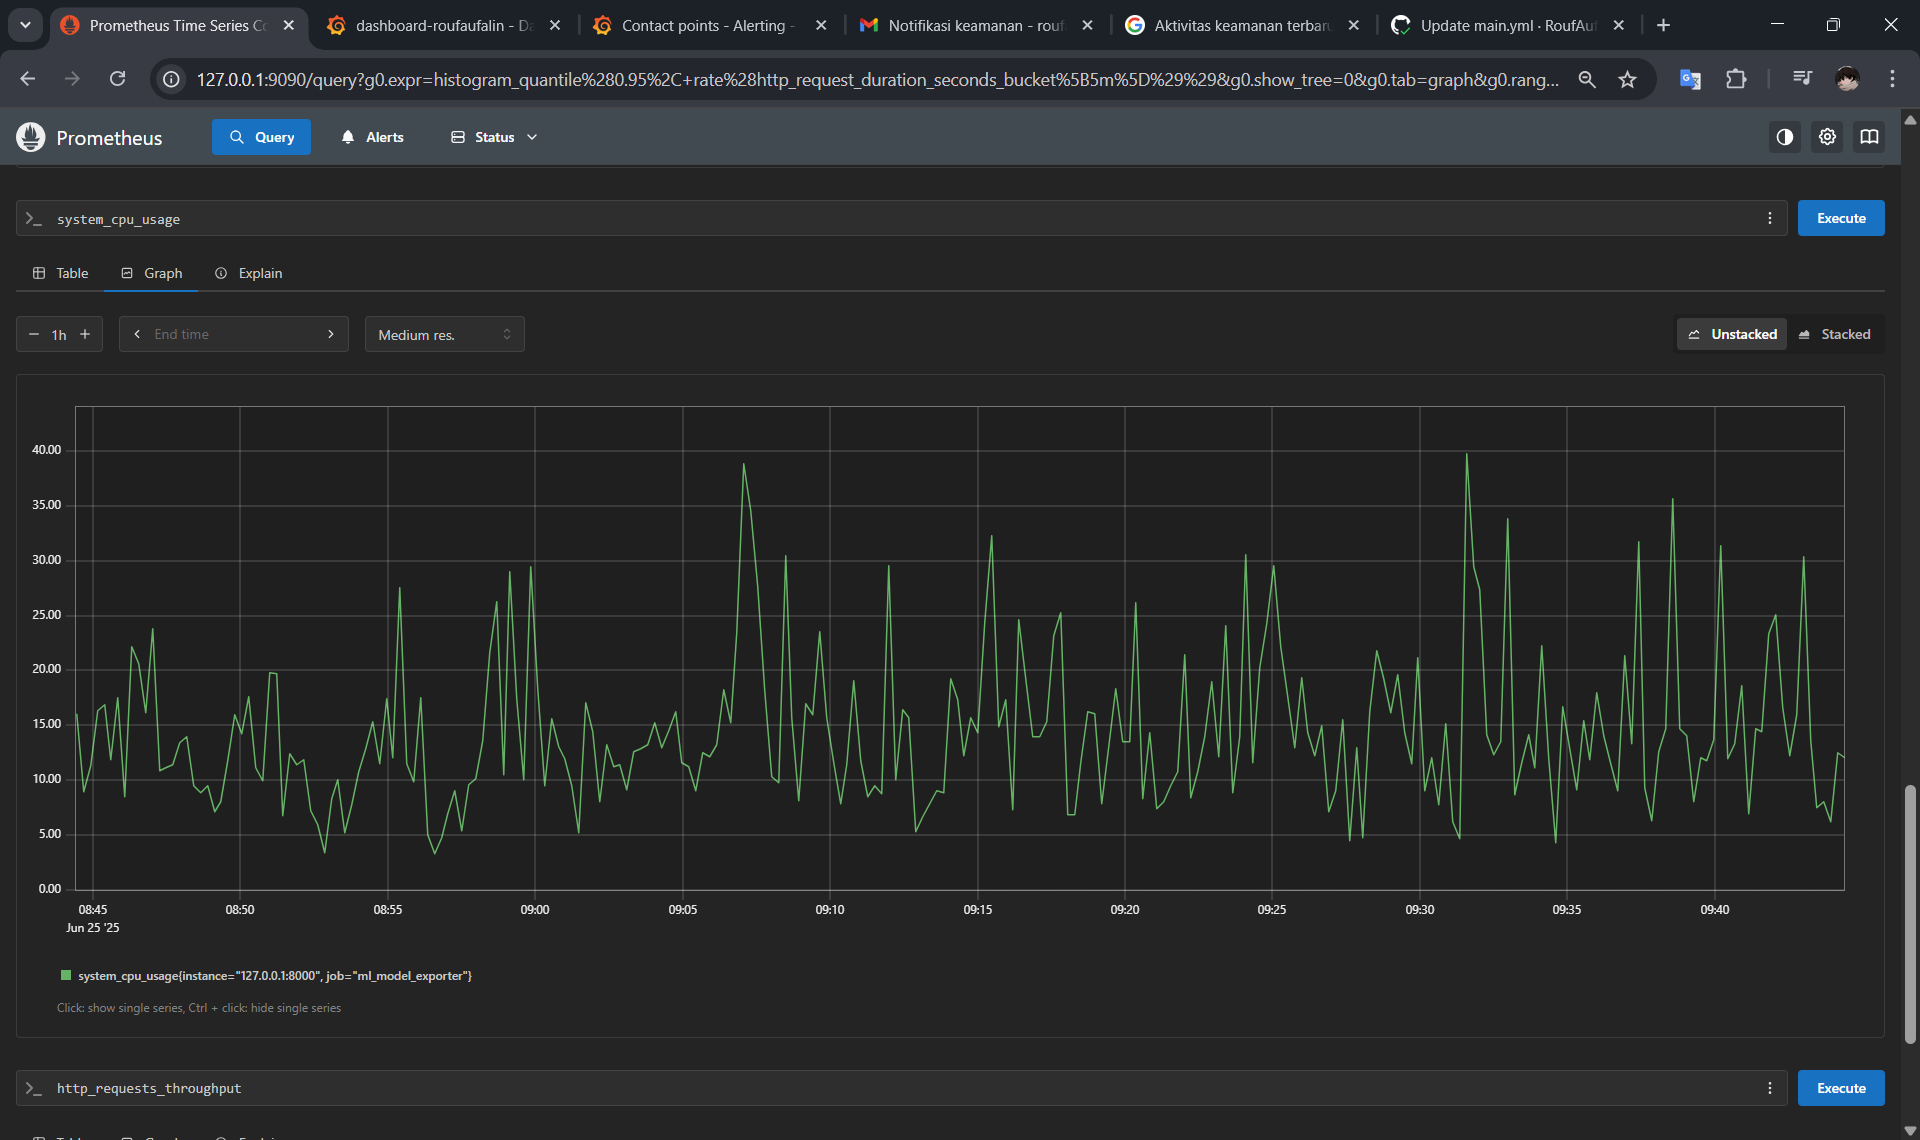 Prometheus Time Series Co
dashboard-roufaufalin - Da
Contact points - Alerting -
Notifikasi keamanan - rouf
Aktivitas keamanan terbaru
Update main.yml · RoufAuf
127.0.0.1:9090/query?g0.expr=histogram_quantile%280.95%2C+rate%28http_request_duration_seconds_bucket%5B5m%5D%29%29&g0.show_tree=0&g0.tab=graph&g0.rang...
Prometheus
Query
Alerts
Status
>_ system_cpu_usage
Execute
Table
Graph
Explain
− 1h +
End time
Medium res.
Unstacked
Stacked
40.00
35.00
30.00
25.00
20.00
15.00
10.00
5.00
0.00
08:45 08:50 08:55 09:00 09:05 09:10 09:15 09:20 09:25 09:30 09:35 09:40
Jun 25 '25
system_cpu_usage{instance="127.0.0.1:8000", job="ml_model_exporter"}
Click: show single series, Ctrl + click: hide single series
>_ http_requests_throughput
Execute